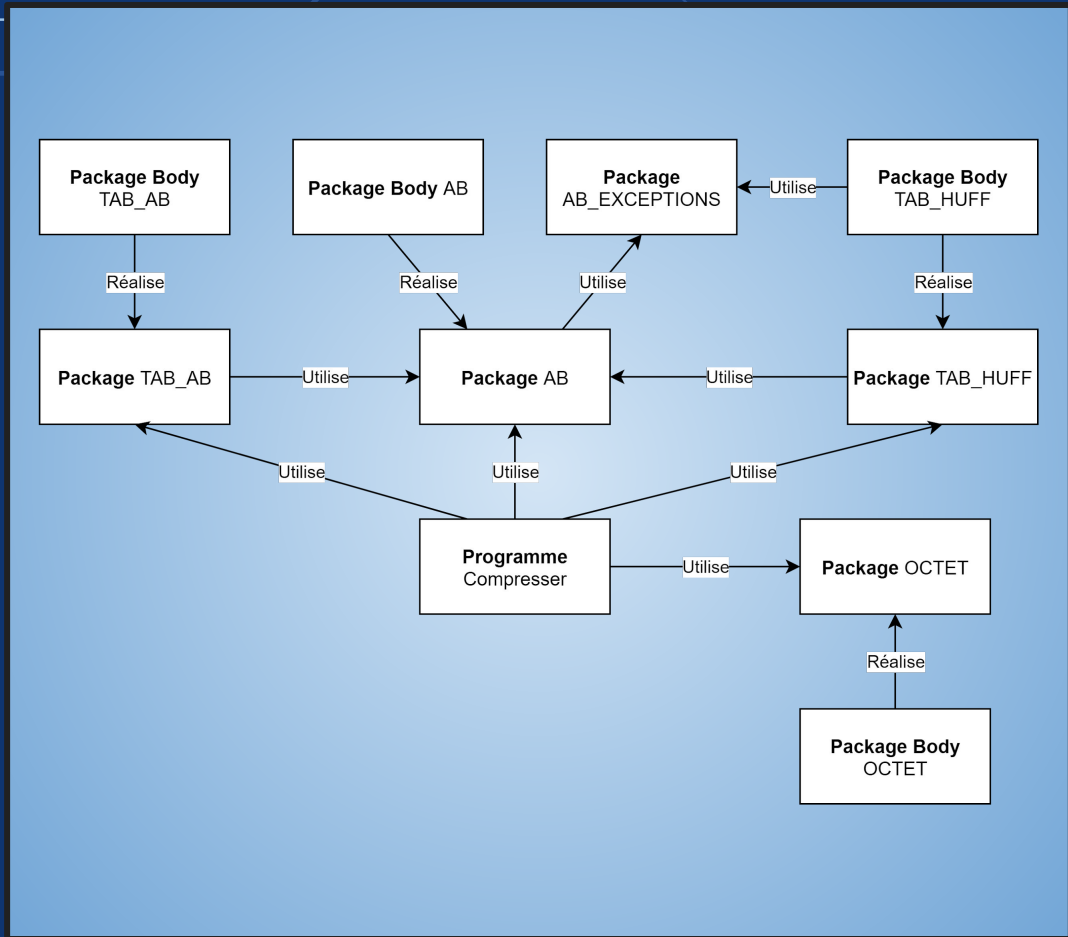 Package Body
TAB_AB
Package Body AB
Package
AB_EXCEPTIONS
Utilise
Package Body
TAB_HUFF
Réalise
Réalise
Utilise
Réalise
Package TAB_AB
Utilise
Package AB
Utilise
Package TAB_HUFF
Utilise
Utilise
Utilise
Programme
Compresser
Utilise
Package OCTET
Réalise
Package Body
OCTET